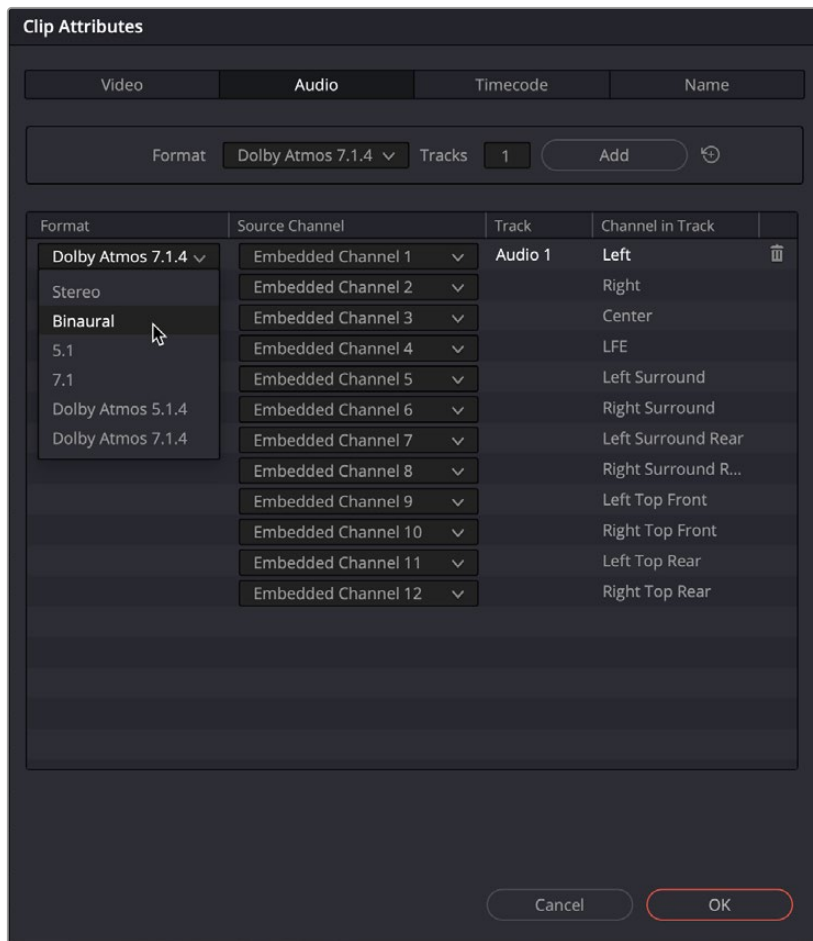 Clip Attributes
Video Audio Timecode Name
Format Dolby Atmos 7.1.4 Tracks 1 Add
Format Source Channel Track Channel in Track
Dolby Atmos 7.1.4 Embedded Channel 1 Audio 1 Left
Stereo Embedded Channel 2 Right
Binaural Embedded Channel 3 Center
5.1 Embedded Channel 4 LFE
7.1 Embedded Channel 5 Left Surround
Dolby Atmos 5.1.4 Embedded Channel 6 Right Surround
Dolby Atmos 7.1.4 Embedded Channel 7 Left Surround Rear
Embedded Channel 8 Right Surround R...
Embedded Channel 9 Left Top Front
Embedded Channel 10 Right Top Front
Embedded Channel 11 Left Top Rear
Embedded Channel 12 Right Top Rear
Cancel OK